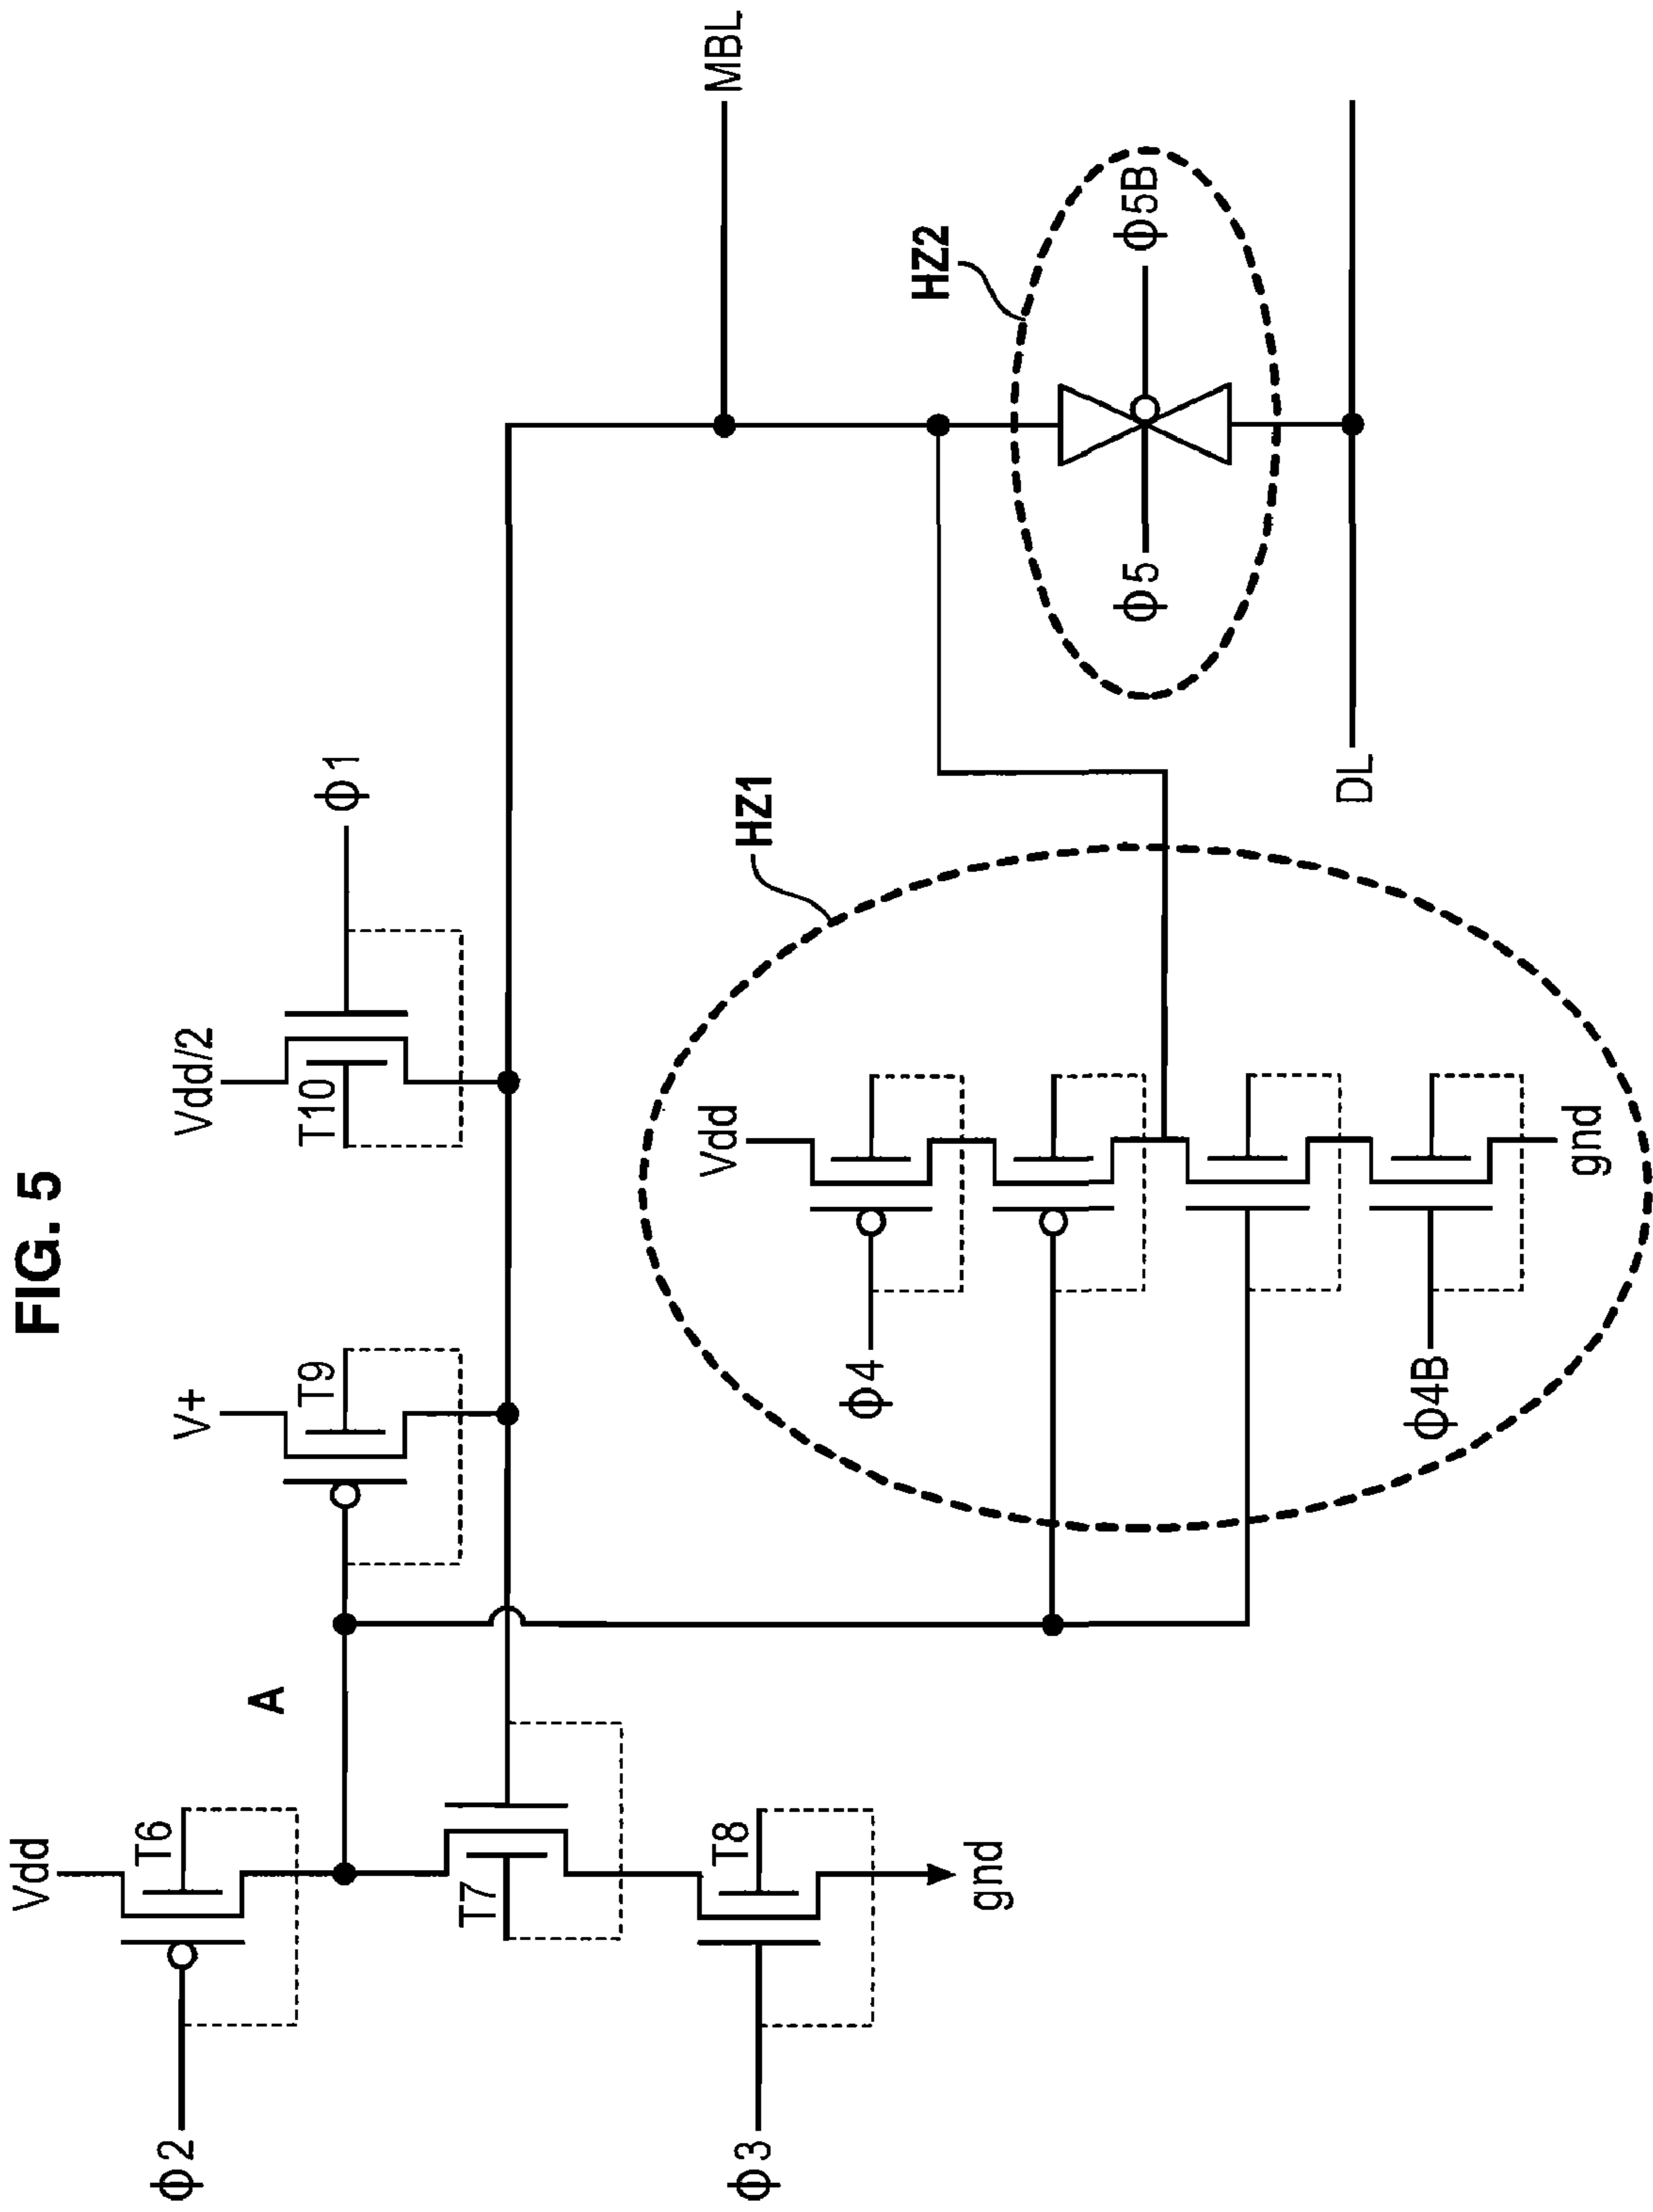 FIG. 5
Vdd
ϕ2
T6
A
T7
ϕ3
T8
gnd
V+
T9
Vdd/2
T10
ϕ1
HZ1
Vdd
ϕ4
ϕ4B
gnd
MBL
HZ2
ϕ5
ϕ5B
DL